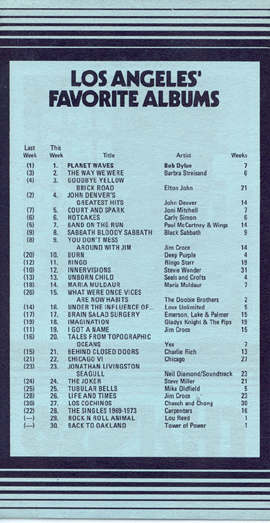 LOS ANGELES'
FAVORITE ALBUMS
Last Week This Week Title Artist Weeks
(1) 1. PLANET WAVES Bob Dylan 7
(3) 2. THE WAY WE WERE Barbra Streisand 6
(4) 3. GOODBYE YELLOW
BRICK ROAD Elton John 21
(2) 4. JOHN DENVER'S
GREATEST HITS John Denver 14
(7) 5. COURT AND SPARK Joni Mitchell 7
(6) 6. HOTCAKES Carly Simon 6
(5) 7. BAND ON THE RUN Paul McCartney & Wings 14
(9) 8. SABBATH BLOODY SABBATH Black Sabbath 9
(8) 9. YOU DON'T MESS
AROUND WITH JIM Jim Croce 14
(20) 10. BURN Deep Purple 4
(12) 11. RINGO Ringo Starr 19
(10) 12. INNERVISIONS Stevie Wonder 31
(13) 13. UNBORN CHILD Seals and Crofts 4
(18) 14. MARIA MULDAUR Maria Muldaur 7
(26) 15. WHAT WERE ONCE VICES
ARE NOW HABITS The Doobie Brothers 2
(14) 16. UNDER THE INFLUENCE OF... Love Unlimited 5
(17) 17. BRAIN SALAD SURGERY Emerson, Lake & Palmer 15
(19) 18. IMAGINATION Gladys Knight & The Pips 19
(11) 19. I GOT A NAME Jim Croce 15
(16) 20. TALES FROM TOPOGRAPHIC
OCEANS Yes 7
(15) 21. BEHIND CLOSED DOORS Charlie Rich 13
(21) 22. CHICAGO VI Chicago 27
(23) 23. JONATHAN LIVINGSTON
SEAGULL Neil Diamond/Soundtrack 23
(24) 24. THE JOKER Steve Miller 21
(25) 25. TUBULAR BELLS Mike Oldfield 5
(28) 26. LIFE AND TIMES Jim Croce 23
(30) 27. LOS COCHINOS Cheech and Chong 30
(22) 28. THE SINGLES 1969-1973 Carpenters 16
(—) 29. ROCK N ROLL ANIMAL Lou Reed 1
(—) 30. BACK TO OAKLAND Tower of Power 1